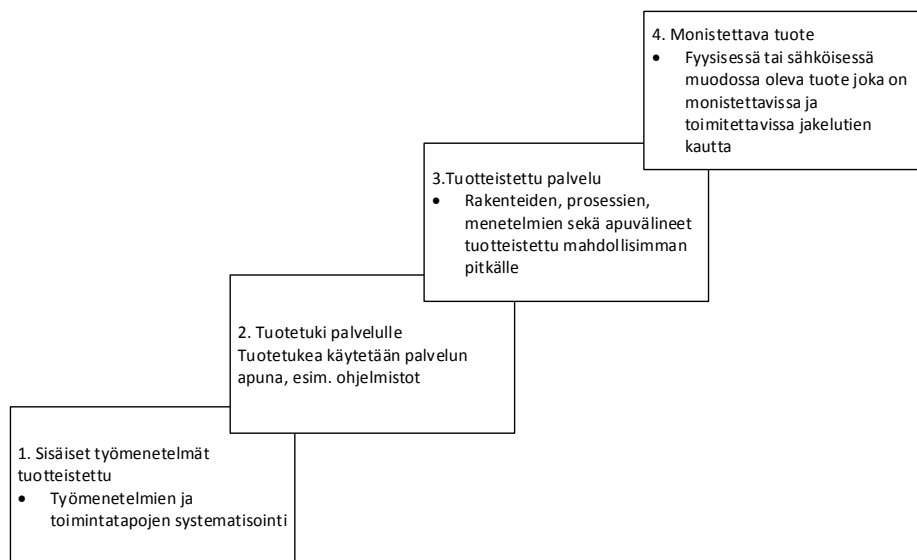 4. Monistettava tuote
• Fyysisessä tai sähköisessä
muodossa oleva tuote joka on
monistettavissa ja
toimitettavissa jakelutien
kautta
3.Tuotteistettu palvelu
• Rakenteiden, prosessien,
menetelmien sekä apuvälineet
tuotteistettu mahdollisimman
pitkälle
2. Tuotetuki palvelulle
Tuotetukea käytetään palvelun
apuna, esim. ohjelmistot
1. Sisäiset työmenetelmät
tuotteistettu
• Työmenetelmien ja
toimintatapojen systematisointi